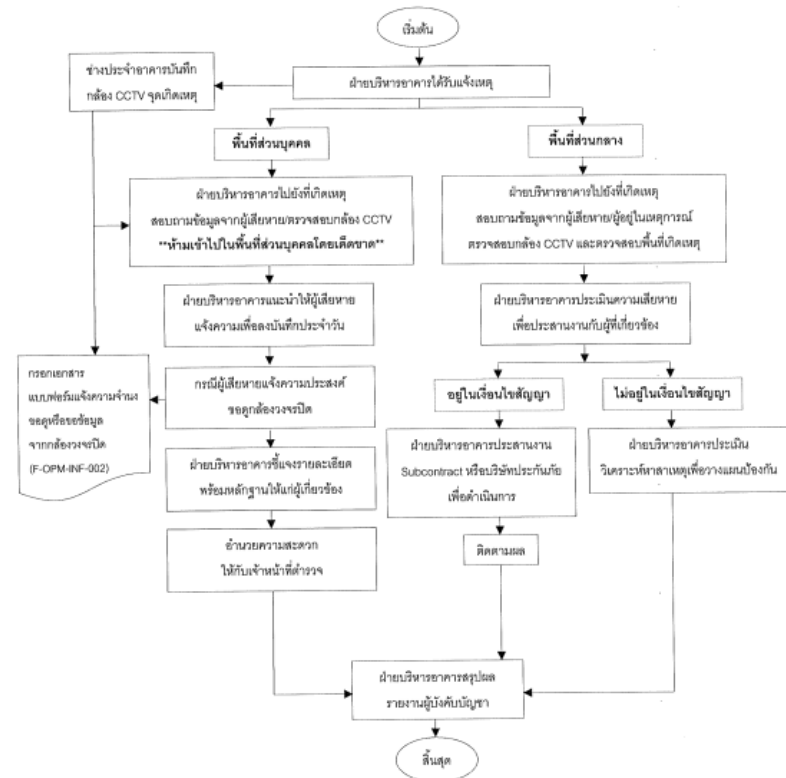 เริ่มต้น
ช่างประจำอาคารบันทึก
กล้อง CCTV จุดเกิดเหตุ
ฝ่ายบริหารอาคารได้รับแจ้งเหตุ
พื้นที่ส่วนบุคคล
พื้นที่ส่วนกลาง
ฝ่ายบริหารอาคารไปยังที่เกิดเหตุ
สอบถามข้อมูลจากผู้เสียหาย/ตรวจสอบกล้อง CCTV
**ห้ามเข้าไปในพื้นที่ส่วนบุคคลโดยเด็ดขาด**
ฝ่ายบริหารอาคารไปยังที่เกิดเหตุ
สอบถามข้อมูลจากผู้เสียหาย/ผู้อยู่ในเหตุการณ์
ตรวจสอบกล้อง CCTV และตรวจสอบพื้นที่เกิดเหตุ
ฝ่ายบริหารอาคารแนะนำให้ผู้เสียหาย
แจ้งความเพื่อลงบันทึกประจำวัน
ฝ่ายบริหารอาคารประเมินความเสียหาย
เพื่อประสานงานกับผู้ที่เกี่ยวข้อง
กรอกเอกสาร
แบบฟอร์มแจ้งความจำนง
ขอดูหรือขอข้อมูล
จากกล้องวงจรปิด
(F-OPM-INF-002)
กรณีผู้เสียหายแจ้งความประสงค์
ขอดูกล้องวงจรปิด
อยู่ในเงื่อนไขสัญญา
ไม่อยู่ในเงื่อนไขสัญญา
ฝ่ายบริหารอาคารชี้แจงรายละเอียด
พร้อมหลักฐานให้แก่ผู้เกี่ยวข้อง
ฝ่ายบริหารอาคารประสานงาน
Subcontract หรือบริษัทประกันภัย
เพื่อดำเนินการ
ฝ่ายบริหารอาคารประเมิน
วิเคราะห์หาสาเหตุเพื่อวางแผนป้องกัน
อำนวยความสะดวก
ให้กับเจ้าหน้าที่ตำรวจ
ติดตามผล
ฝ่ายบริหารอาคารสรุปผล
รายงานผู้บังคับบัญชา
สิ้นสุด